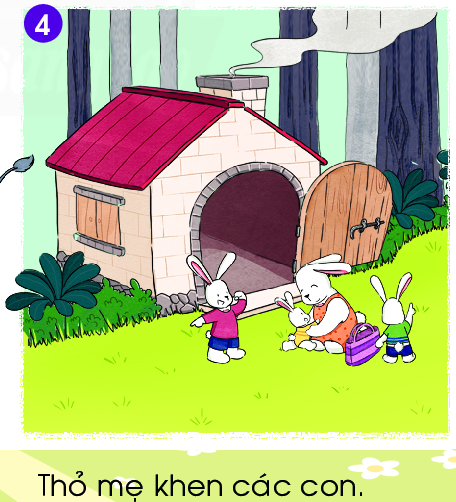 4
Thỏ mẹ khen các con.